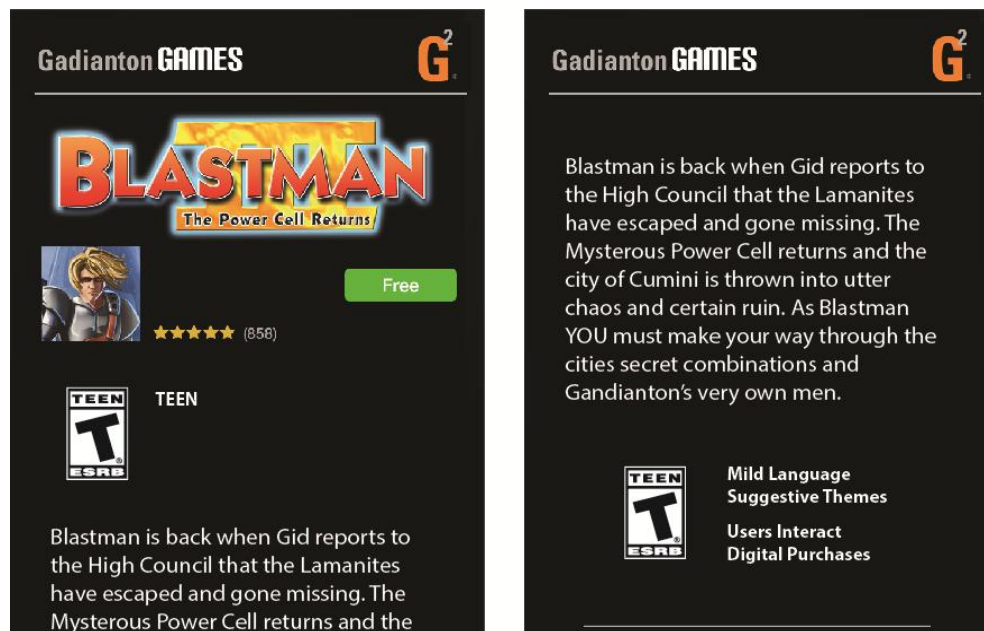 Gadianton GAMES
G2
BLASTMAN
The Power Cell Returns
Free
(858)
TEEN
T
ESRB
TEEN
Blastman is back when Gid reports to
the High Council that the Lamanites
have escaped and gone missing. The
Mysterous Power Cell returns and the
Gadianton GAMES
G2
Blastman is back when Gid reports to
the High Council that the Lamanites
have escaped and gone missing. The
Mysterous Power Cell returns and the
city of Cumini is thrown into utter
chaos and certain ruin. As Blastman
YOU must make your way through the
cities secret combinations and
Gandianton's very own men.
TEEN
T
ESRB
Mild Language
Suggestive Themes
Users Interact
Digital Purchases